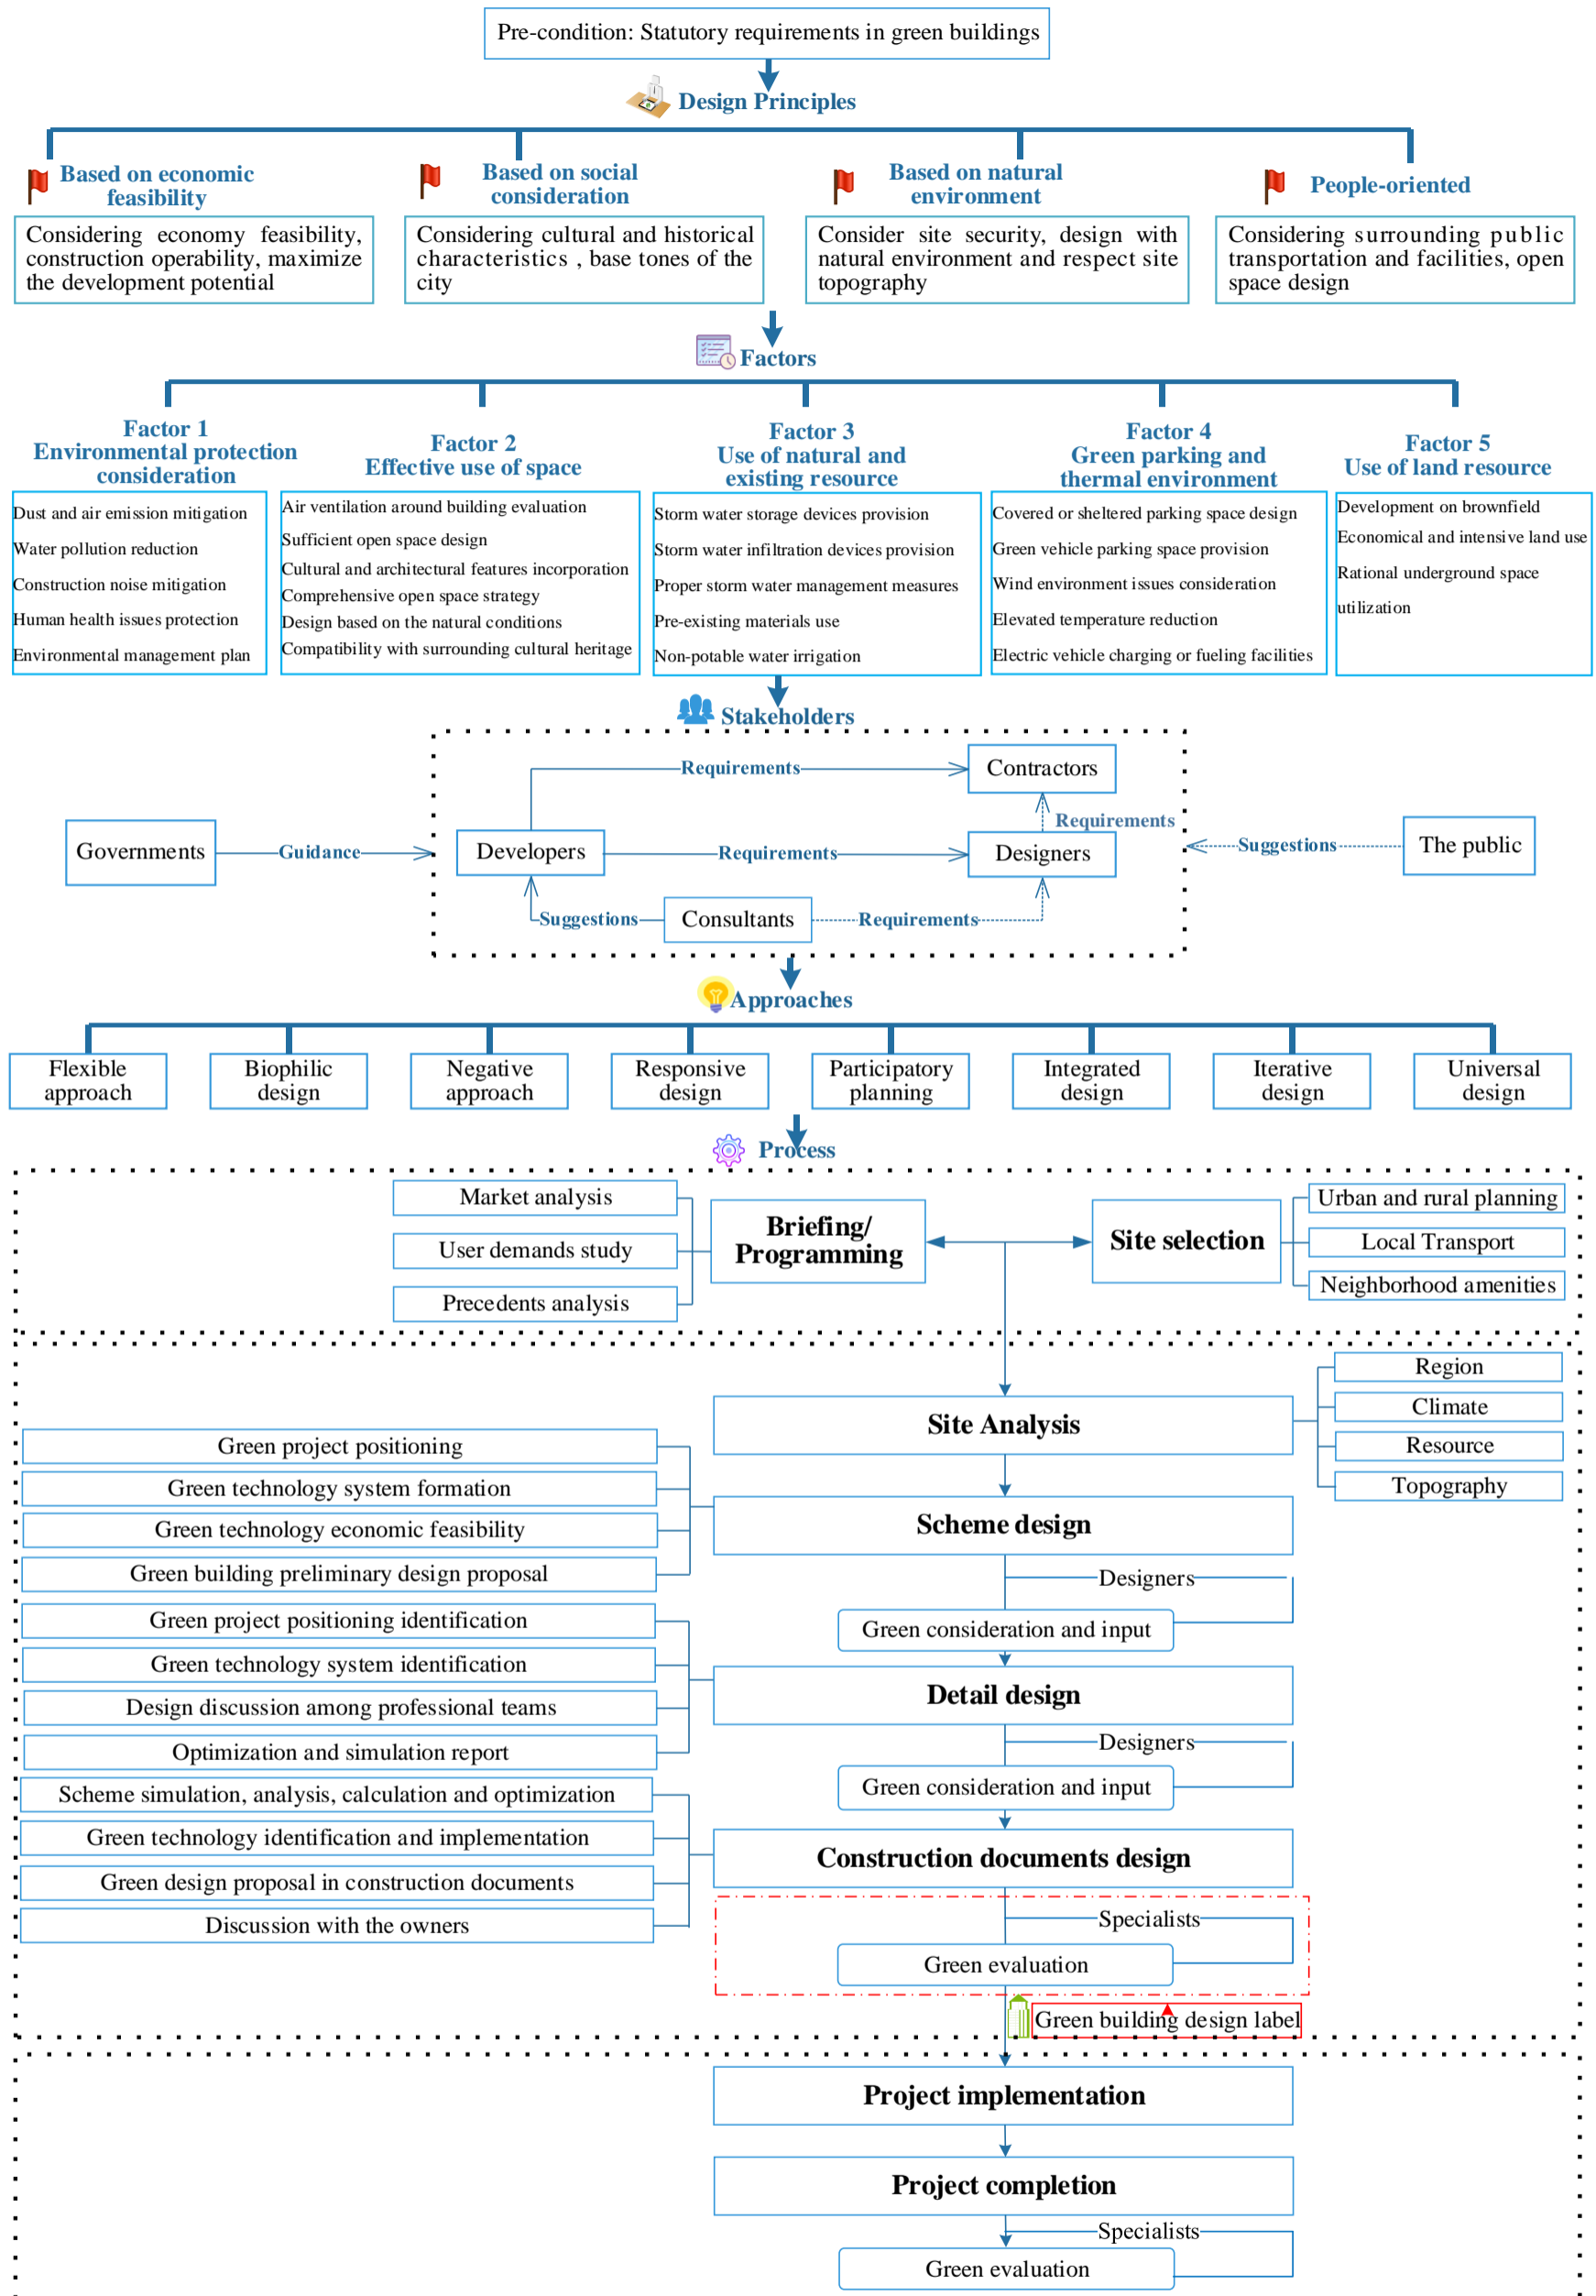 Pre-condition: Statutory requirements in green buildings
Design Principles
Based on economic
feasibility
Considering economy feasibility,
construction operability, maximize
the development potential
Based on social
consideration
Considering cultural and historical
characteristics , base tones of the
city
Based on natural
environment
Consider site security, design with
natural environment and respect site
topography
People-oriented
Considering surrounding public
transportation and facilities, open
space design
Factors
Factor 1
Environmental protection
consideration
Dust and air emission mitigation
Water pollution reduction
Construction noise mitigation
Human health issues protection
Environmental management plan
Factor 2
Effective use of space
Air ventilation around building evaluation
Sufficient open space design
Cultural and architectural features incorporation
Comprehensive open space strategy
Design based on the natural conditions
Compatibility with surrounding cultural heritage
Factor 3
Use of natural and
existing resource
Storm water storage devices provision
Storm water infiltration devices provision
Proper storm water management measures
Pre-existing materials use
Non-potable water irrigation
Factor 4
Green parking and
thermal environment
Covered or sheltered parking space design
Green vehicle parking space provision
Wind environment issues consideration
Elevated temperature reduction
Electric vehicle charging or fueling facilities
Factor 5
Use of land resource
Development on brownfield
Economical and intensive land use
Rational underground space
utilization
Stakeholders
Governments
Guidance
Developers
Requirements
Contractors
Requirements
Requirements
Designers
Suggestions
Consultants
Requirements
Suggestions
The public
Approaches
Flexible
approach
Biophilic
design
Negative
approach
Responsive
design
Participatory
planning
Integrated
design
Iterative
design
Universal
design
Process
Market analysis
User demands study
Precedents analysis
Briefing/
Programming
Site selection
Urban and rural planning
Local Transport
Neighborhood amenities
Site Analysis
Region
Climate
Resource
Topography
Green project positioning
Green technology system formation
Green technology economic feasibility
Green building preliminary design proposal
Scheme design
Designers
Green consideration and input
Green project positioning identification
Green technology system identification
Design discussion among professional teams
Optimization and simulation report
Detail design
Designers
Green consideration and input
Scheme simulation, analysis, calculation and optimization
Green technology identification and implementation
Green design proposal in construction documents
Discussion with the owners
Construction documents design
Specialists
Green evaluation
Green building design label
Project implementation
Project completion
Specialists
Green evaluation